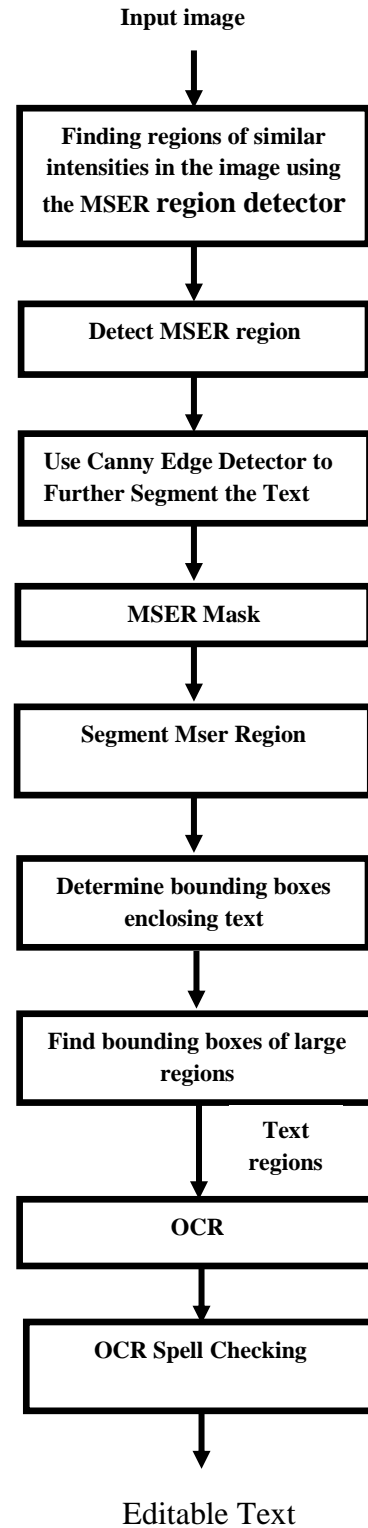 Input image
Finding regions of similar
intensities in the image using
the MSER region detector
Detect MSER region
Use Canny Edge Detector to
Further Segment the Text
MSER Mask
Segment Mser Region
Determine bounding boxes
enclosing text
Find bounding boxes of large
regions
Text
regions
OCR
OCR Spell Checking
Editable Text